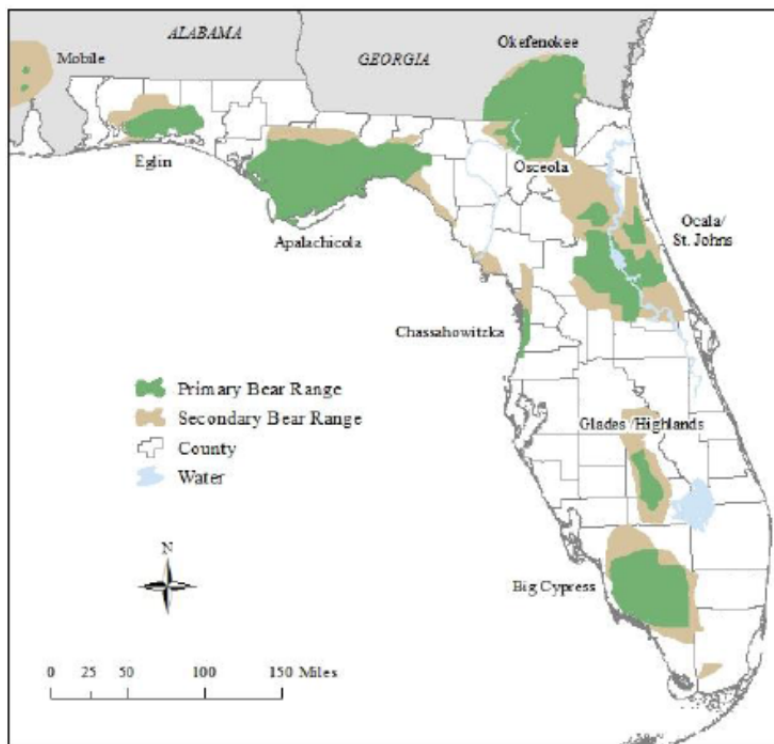 ALABAMA
Okefenokee
Mobile
GEORGIA
Eglin
Osceola
Apalachicola
Ocala/
St. Johns
Chassahowitzka
Primary Bear Range
Secondary Bear Range
County
Water
Glades /Highlands
N
Big Cypress
0 25 50 100 150 Miles